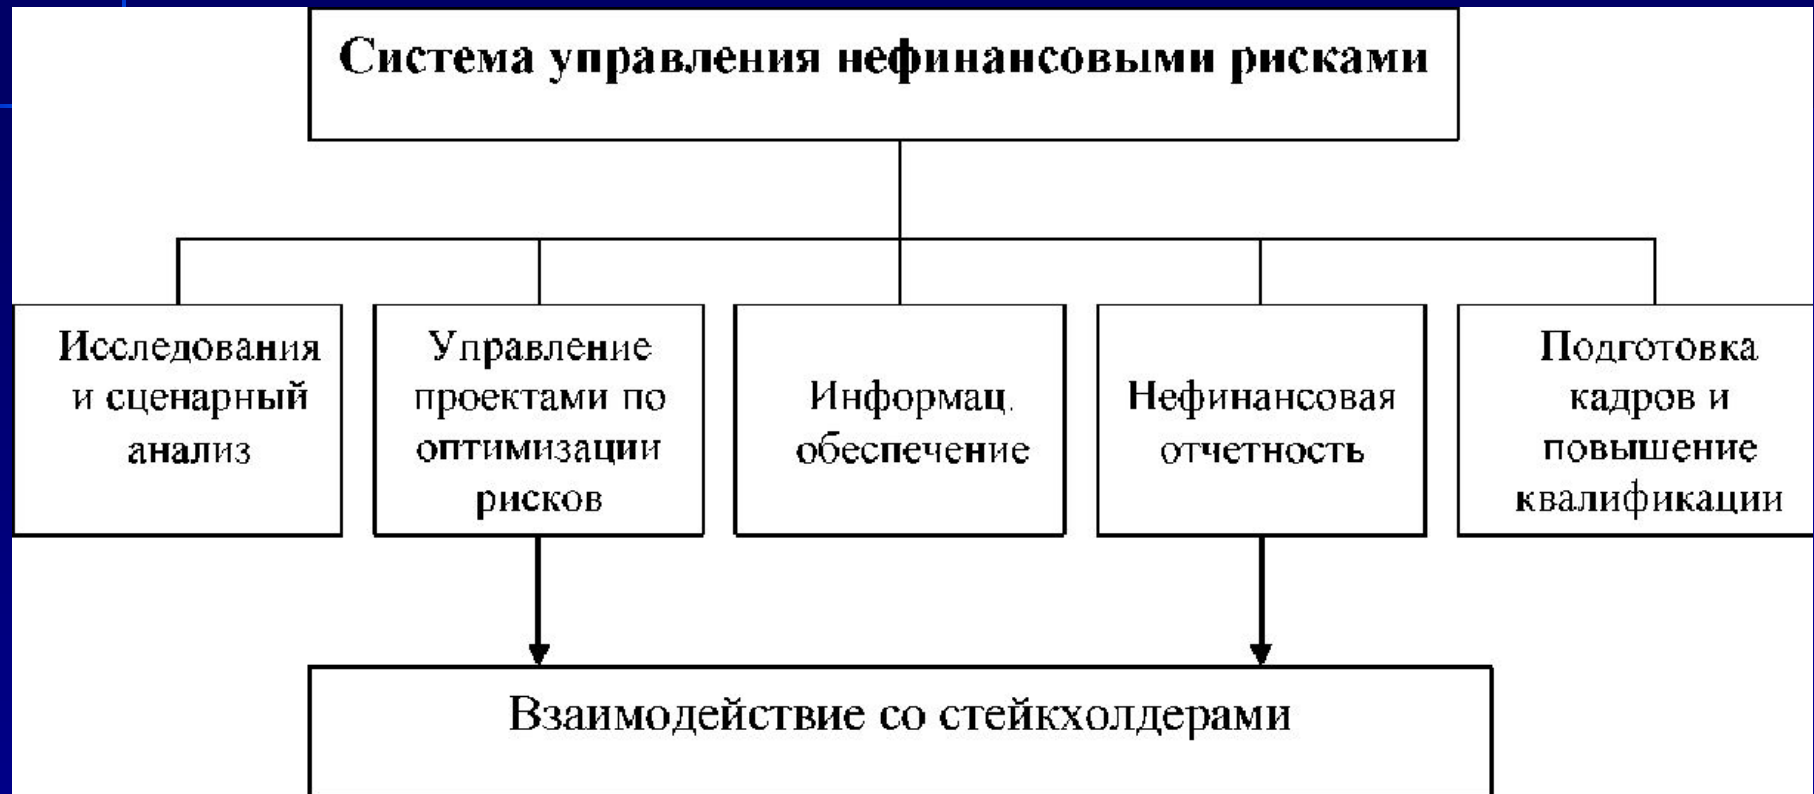 Система управления нефинансовыми рисками
Исследования
и сценарный
анализ
Управление
проектами по
оптимизации
рисков
Информац.
обеспечение
Нефинансовая
отчетность
Подготовка
кадров и
повышение
квалификации
Взаимодействие со стейкхолдерами